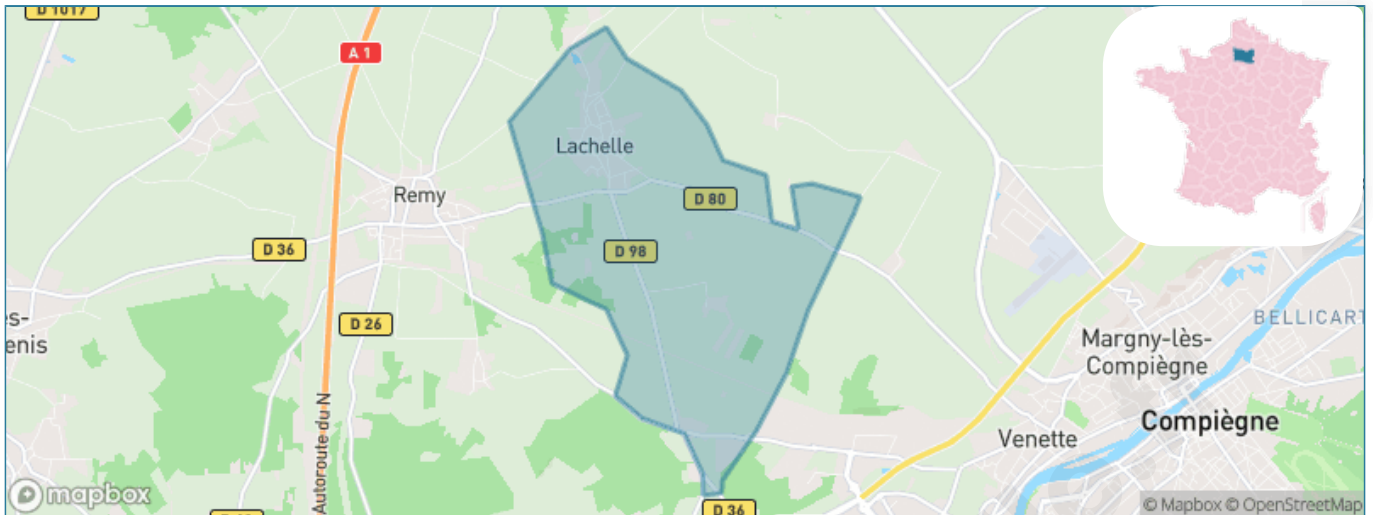 D 1017
A 1
Lachelle
Remy
D 80
D 36
D 98
D 26
Margny-lès-
Compiègne
BELLICART
Compiègne
Venette
Autoroute du N
D 36
mapbox
© Mapbox © OpenStreetMap